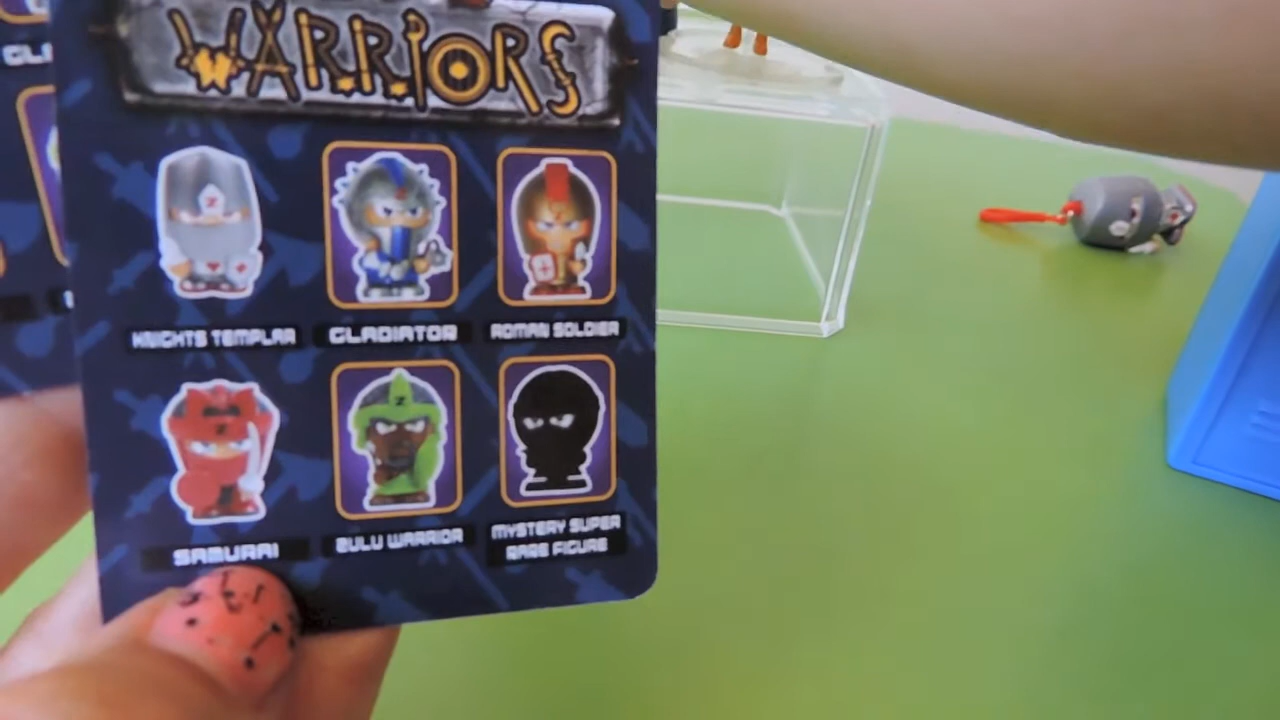 WARRIORS
KNIGHTS TEMPLAR
GLADIATOR
ROMAN SOLDIER
SAMURAI
ZULU WARRIOR
MYSTERY SUPER
RARE FIGURE